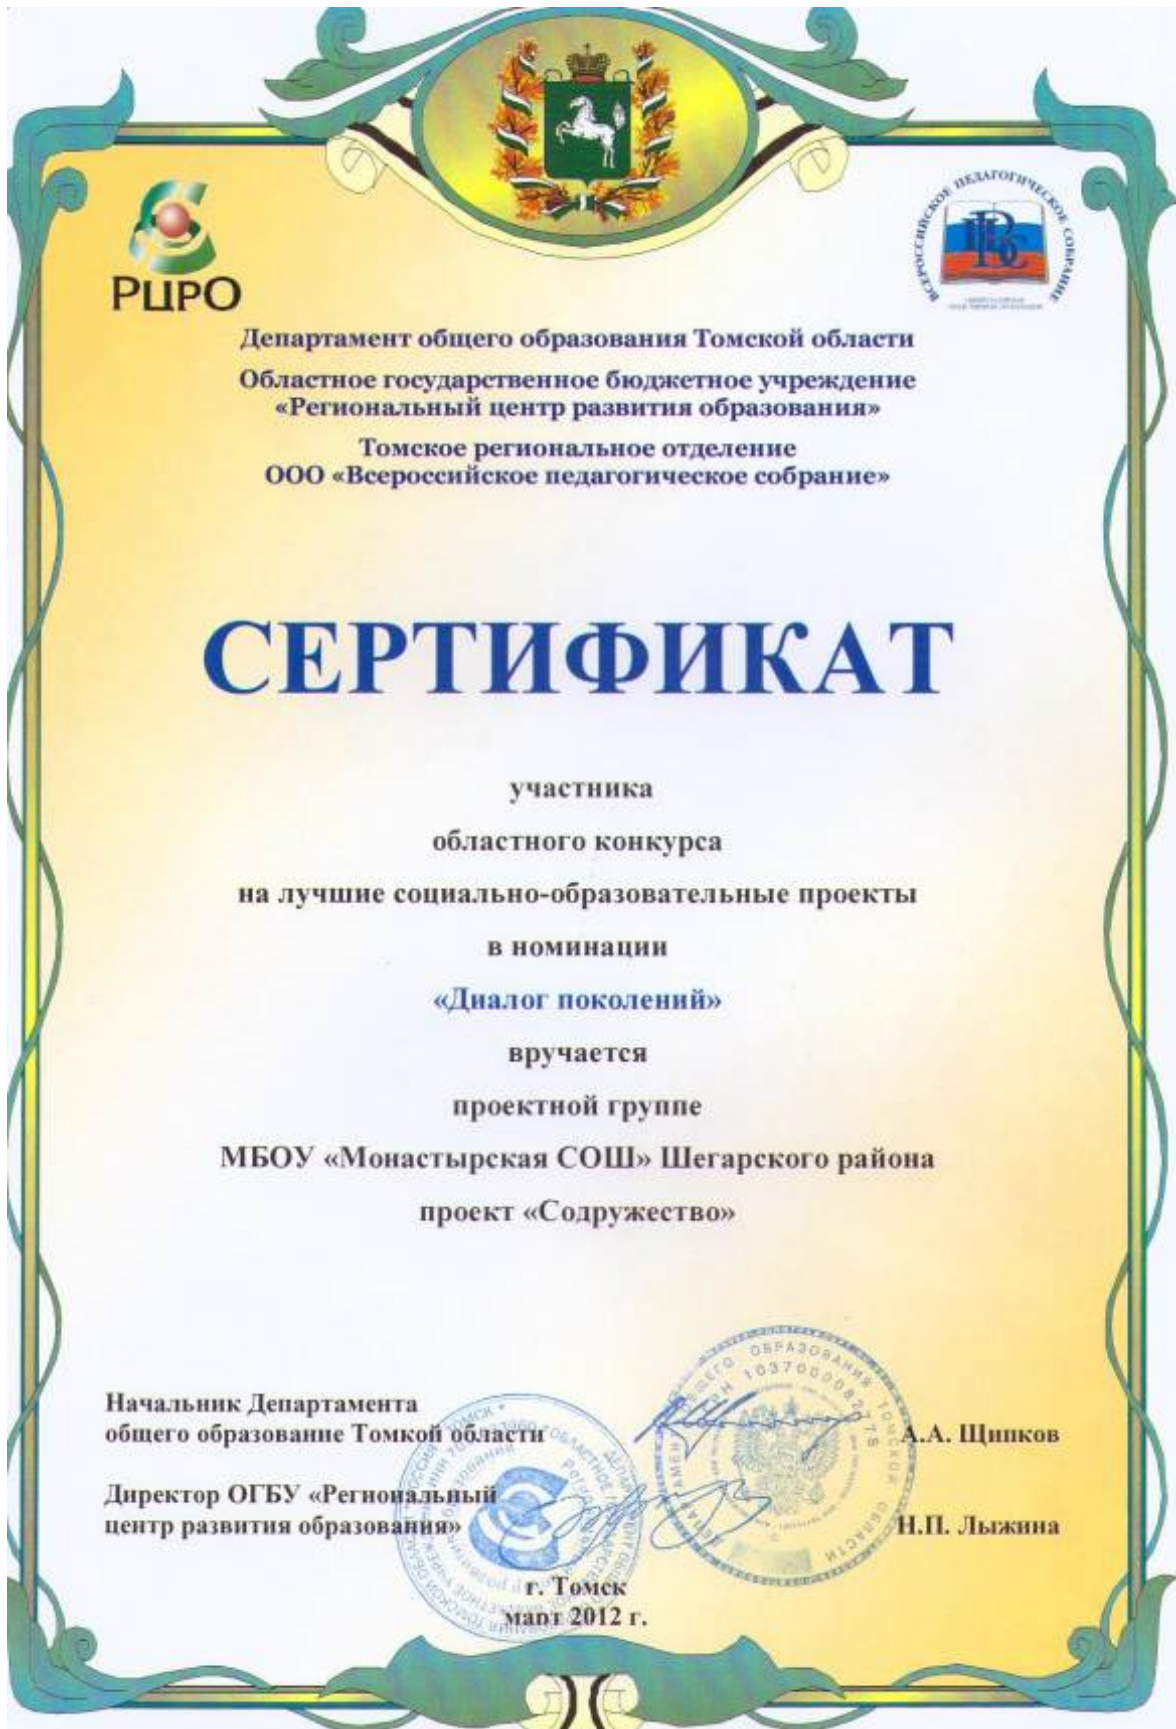 РЦРО
ВСЕРОССИЙСКОЕ ПЕДАГОГИЧЕСКОЕ СОБРАНИЕ
Департамент общего образования Томской области
Областное государственное бюджетное учреждение
«Региональный центр развития образования»
Томское региональное отделение
ООО «Всероссийское педагогическое собрание»
СЕРТИФИКАТ
участника
областного конкурса
на лучшие социально-образовательные проекты
в номинации
«Диалог поколений»
вручается
проектной группе
МБОУ «Монастырская СОШ» Шегарского района
проект «Содружество»
Начальник Департамента
общего образование Томкой области
А.А. Щипков
Директор ОГБУ «Региональный
центр развития образования»
Н.П. Лыжина
г. Томск
март 2012 г.